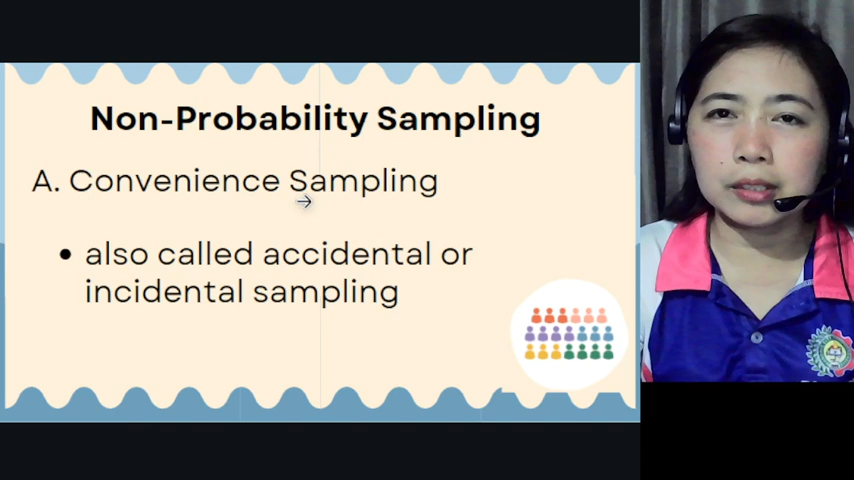 Non-Probability Sampling
A. Convenience Sampling
• also called accidental or
incidental sampling